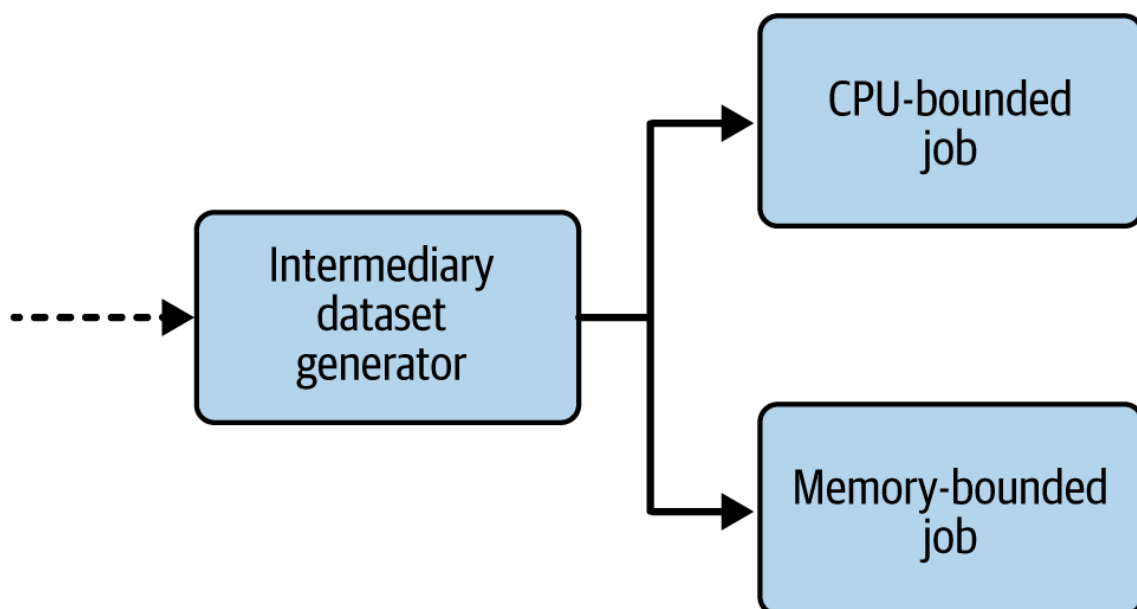 CPU-bounded
job
Intermediary
dataset
generator
Memory-bounded
job